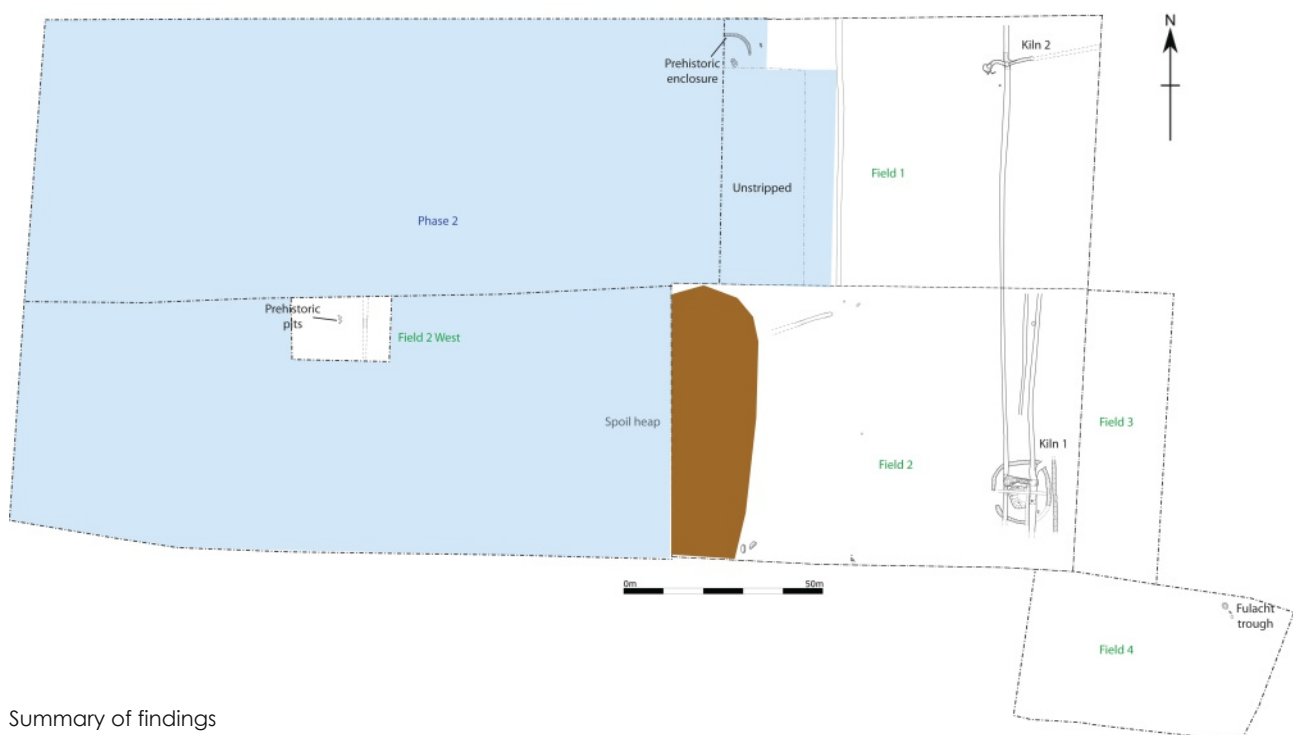 N
Kiln 2
Prehistoric
enclosure
Field 1
Unstripped
Phase 2
Prehistoric
pits
Field 2 West
Spoil heap
Field 3
Kiln 1
Field 2
0m 50m
Fulacht
trough
Field 4
Summary of findings